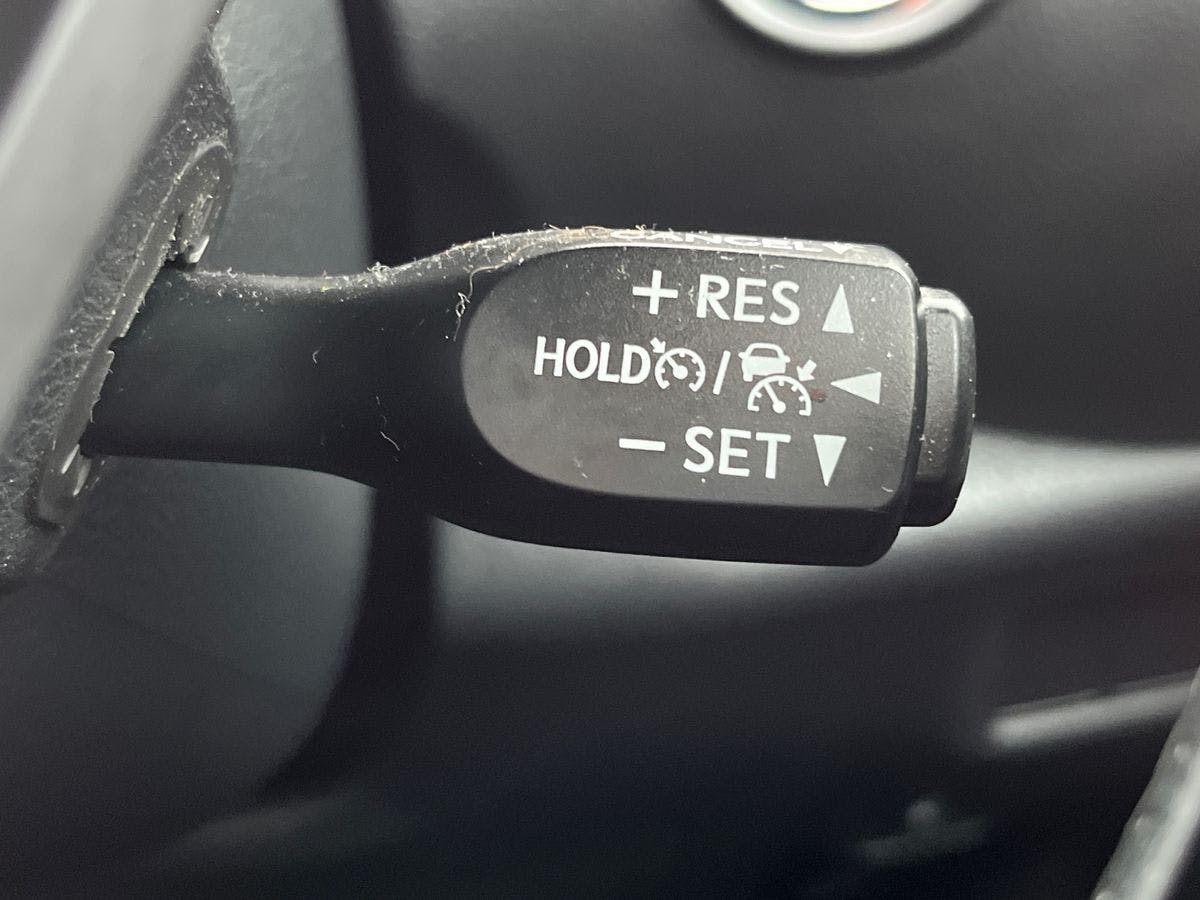 CANCEL
+ RES
HOLD /
− SET